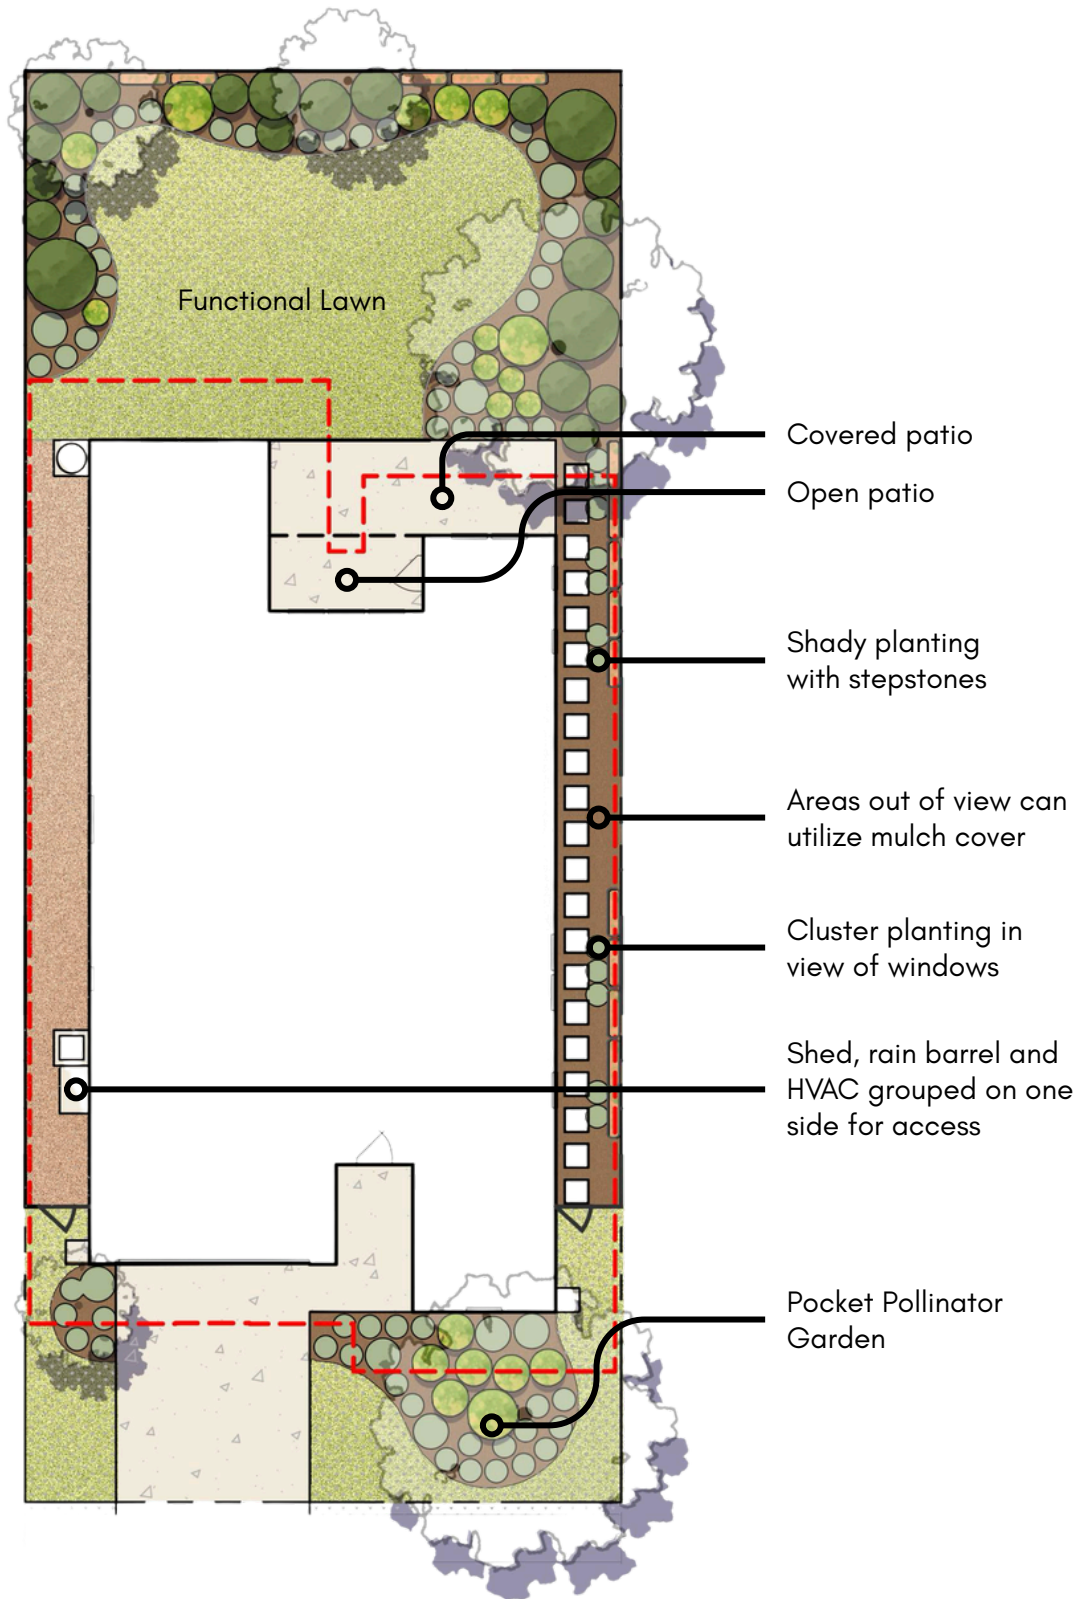 Functional Lawn
Covered patio
Open patio
Shady planting
with stepstones
Areas out of view can
utilize mulch cover
Cluster planting in
view of windows
Shed, rain barrel and
HVAC grouped on one
side for access
Pocket Pollinator
Garden